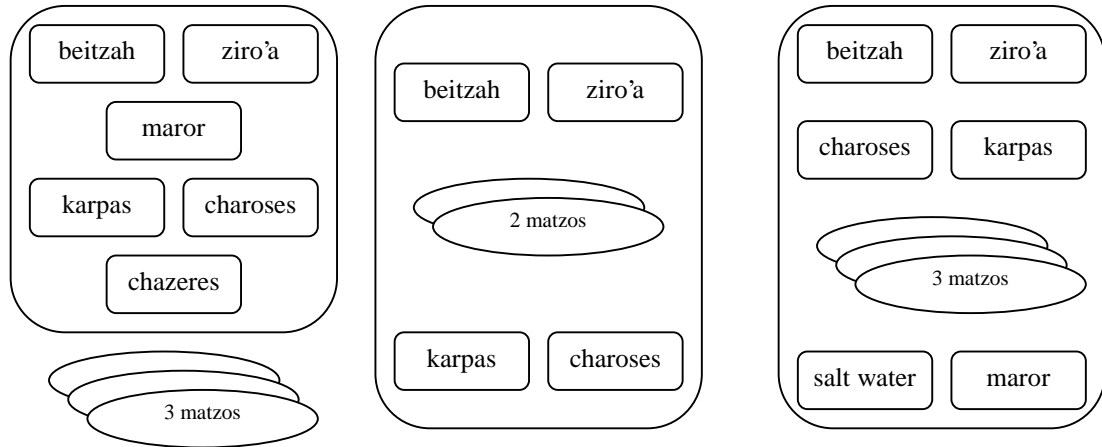 beitzah ziro’a
maror
karpas charoses
chazeres
3 matzos
beitzah ziro’a
2 matzos
karpas charoses
beitzah ziro’a
charoses karpas
3 matzos
salt water maror